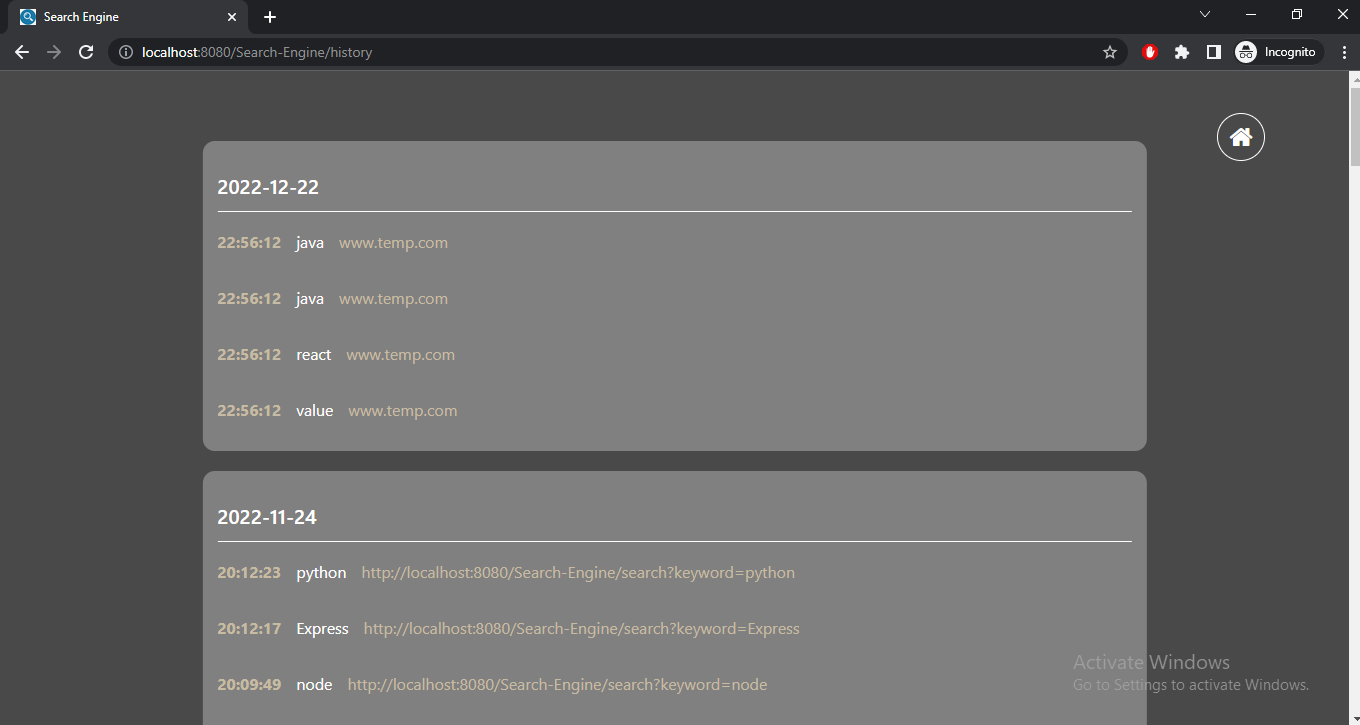 Search Engine
localhost:8080/Search-Engine/history
Incognito
2022-12-22
22:56:12 java www.temp.com
22:56:12 java www.temp.com
22:56:12 react www.temp.com
22:56:12 value www.temp.com
2022-11-24
20:12:23 python http://localhost:8080/Search-Engine/search?keyword=python
20:12:17 Express http://localhost:8080/Search-Engine/search?keyword=Express
20:09:49 node http://localhost:8080/Search-Engine/search?keyword=node
Activate Windows
Go to Settings to activate Windows.